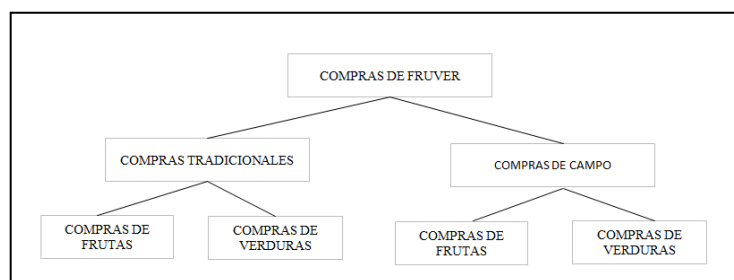 COMPRAS DE FRUVER
COMPRAS TRADICIONALES
COMPRAS DE CAMPO
COMPRAS DE
FRUTAS
COMPRAS DE
VERDURAS
COMPRAS DE
FRUTAS
COMPRAS DE
VERDURAS